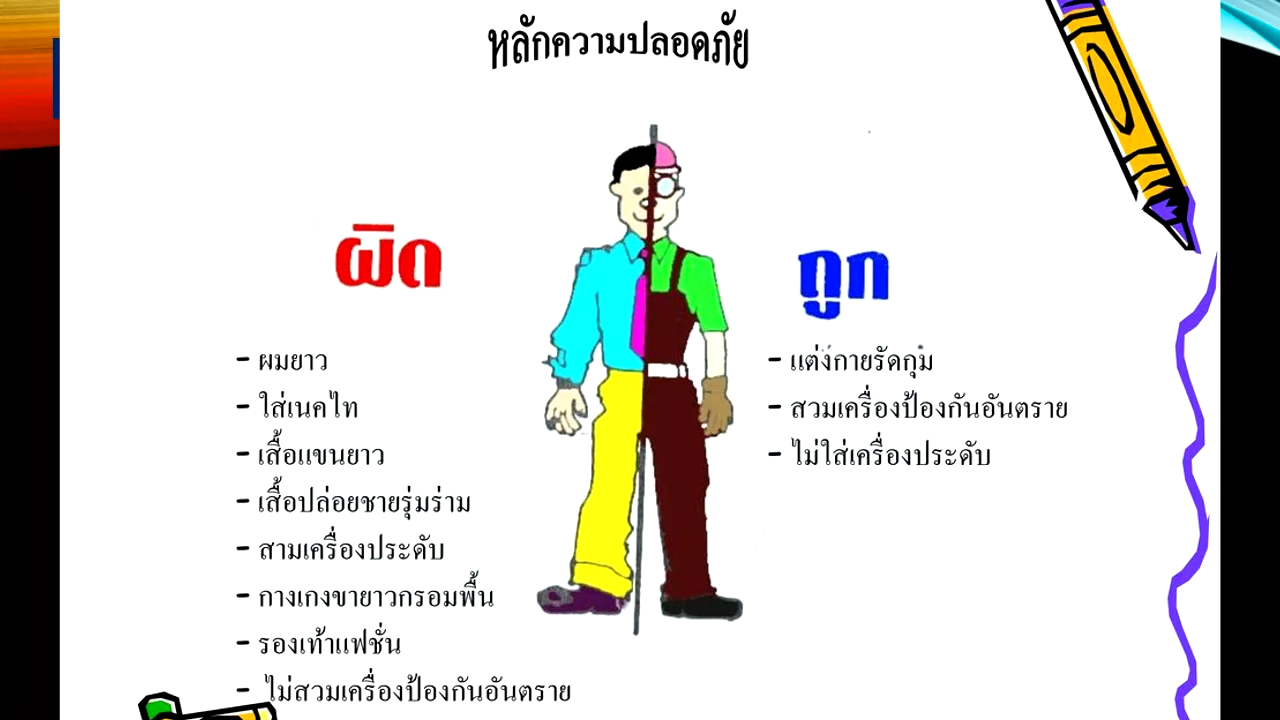 หลักความปลอดภัย
ผิด
- ผมยาว
- ใส่เนคไท
- เสื้อแขนยาว
- เสื้อปล่อยชายรุ่มร่าม
- สามเครื่องประดับ
- กางเกงขายาวกรอมพื้น
- รองเท้าแฟชั่น
- ไม่สวมเครื่องป้องกันอันตราย
ถูก
- แต่งกายรัดกุม
- สวมเครื่องป้องกันอันตราย
- ไม่ใส่เครื่องประดับ